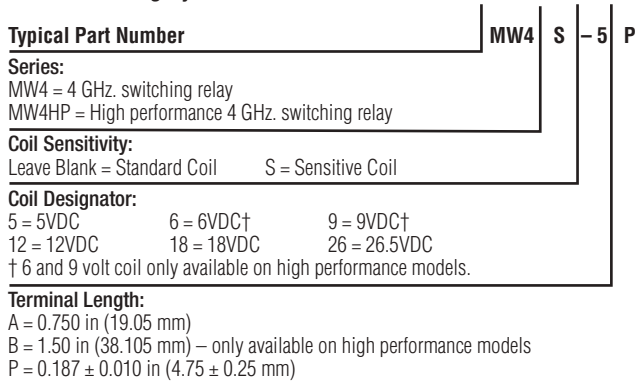 Typical Part Number MW4 S – 5 P
Series:
MW4 = 4 GHz. switching relay
MW4HP = High performance 4 GHz. switching relay
Coil Sensitivity:
Leave Blank = Standard Coil S = Sensitive Coil
Coil Designator:
5 = 5VDC 6 = 6VDC† 9 = 9VDC†
12 = 12VDC 18 = 18VDC 26 = 26.5VDC
† 6 and 9 volt coil only available on high performance models.
Terminal Length:
A = 0.750 in (19.05 mm)
B = 1.50 in (38.105 mm) – only available on high performance models
P = 0.187 ± 0.010 in (4.75 ± 0.25 mm)